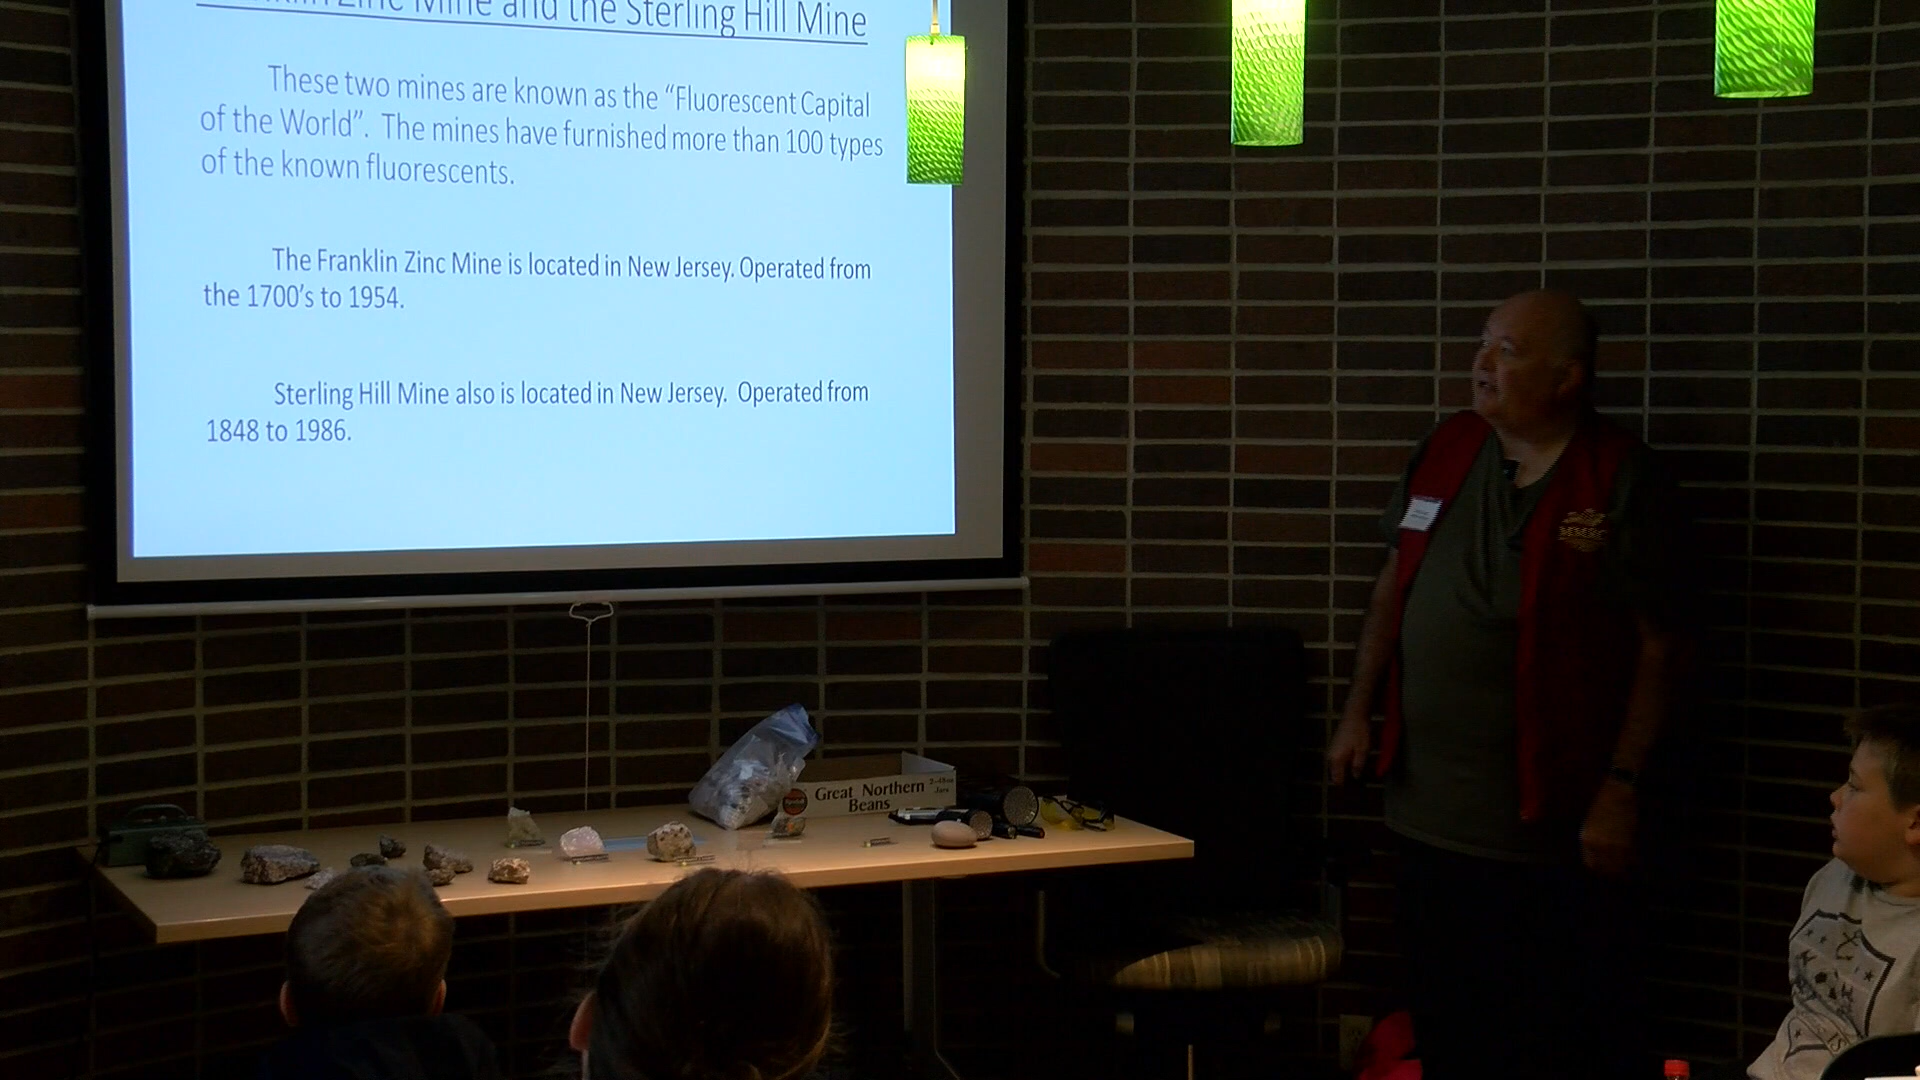 Franklin Zinc Mine and the Sterling Hill Mine
These two mines are known as the “Fluorescent Capital
of the World”. The mines have furnished more than 100 types
of the known fluorescents.
The Franklin Zinc Mine is located in New Jersey. Operated from
the 1700's to 1954.
Sterling Hill Mine also is located in New Jersey. Operated from
1848 to 1986.
Great Northern
Beans